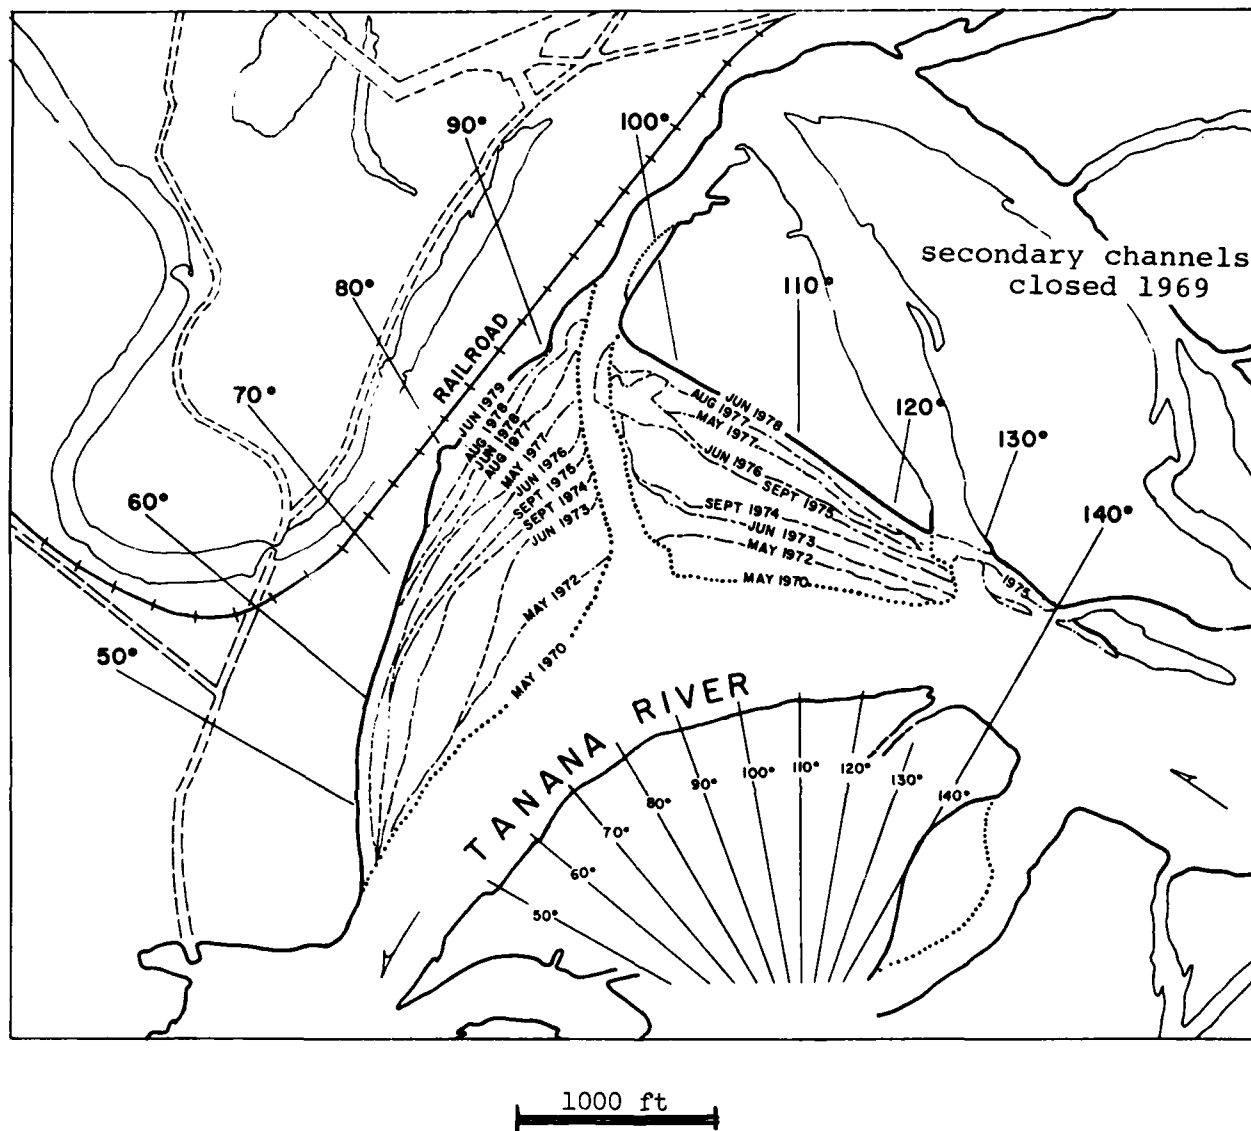 90°
100°
secondary channels
closed 1969
80°
110°
RAILROAD
70°
120°
130°
60°
140°
50°
JUN 1979
AUG 1978
JUN 1978
AUG 1977
MAY 1977
JUN 1976
SEPT 1975
SEPT 1974
JUN 1973
MAY 1972
MAY 1970
JUN 1978
AUG 1977
MAY 1977
JUN 1976
SEPT 1975
SEPT 1974
JUN 1973
MAY 1972
MAY 1970
1975
TANANA RIVER
50°
60°
70°
80°
90°
100°
110°
120°
130°
140°
1000 ft